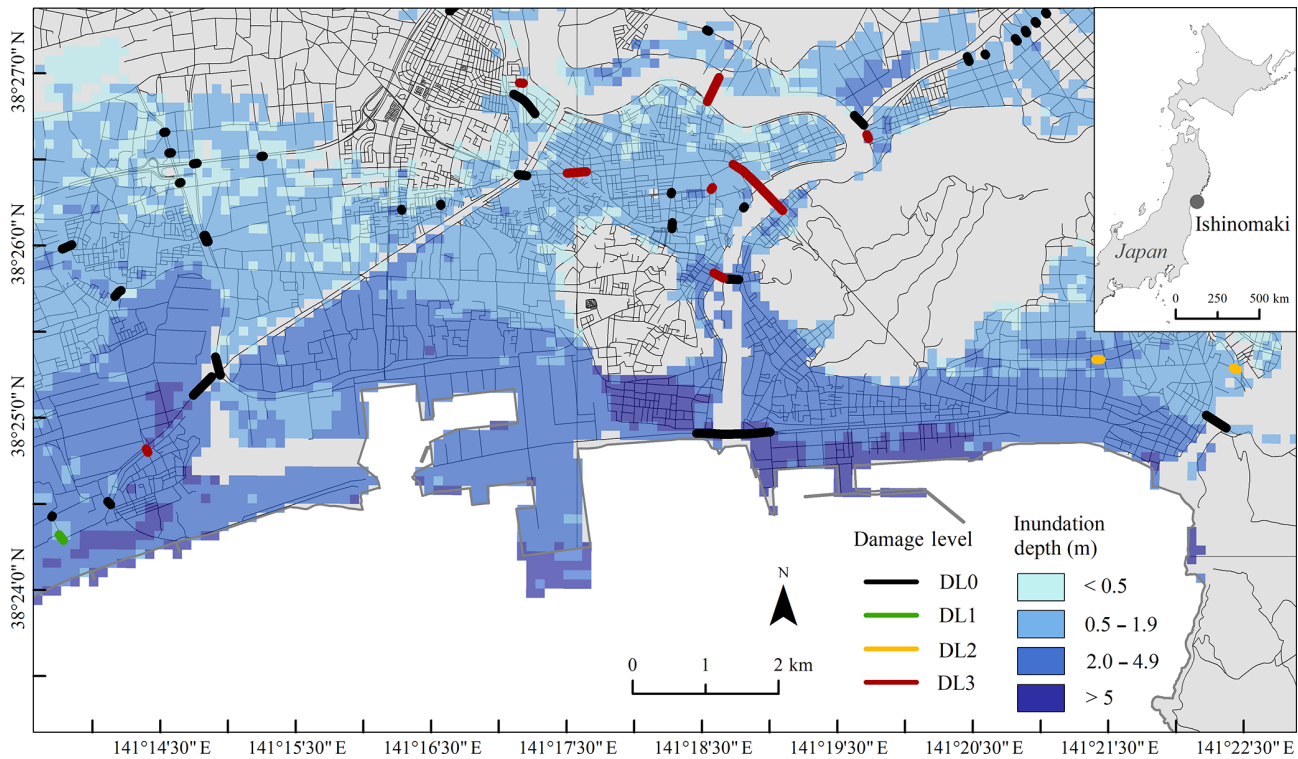 38°27'0" N
38°26'0" N
38°25'0" N
38°24'0" N
Ishinomaki
Japan
0 250 500 km
Damage level
DL0
DL1
DL2
DL3
Inundation
depth (m)
< 0.5
0.5 – 1.9
2.0 – 4.9
> 5
N
0 1 2 km
141°14'30" E 141°15'30" E 141°16'30" E 141°17'30" E 141°18'30" E 141°19'30" E 141°20'30" E 141°21'30" E 141°22'30" E